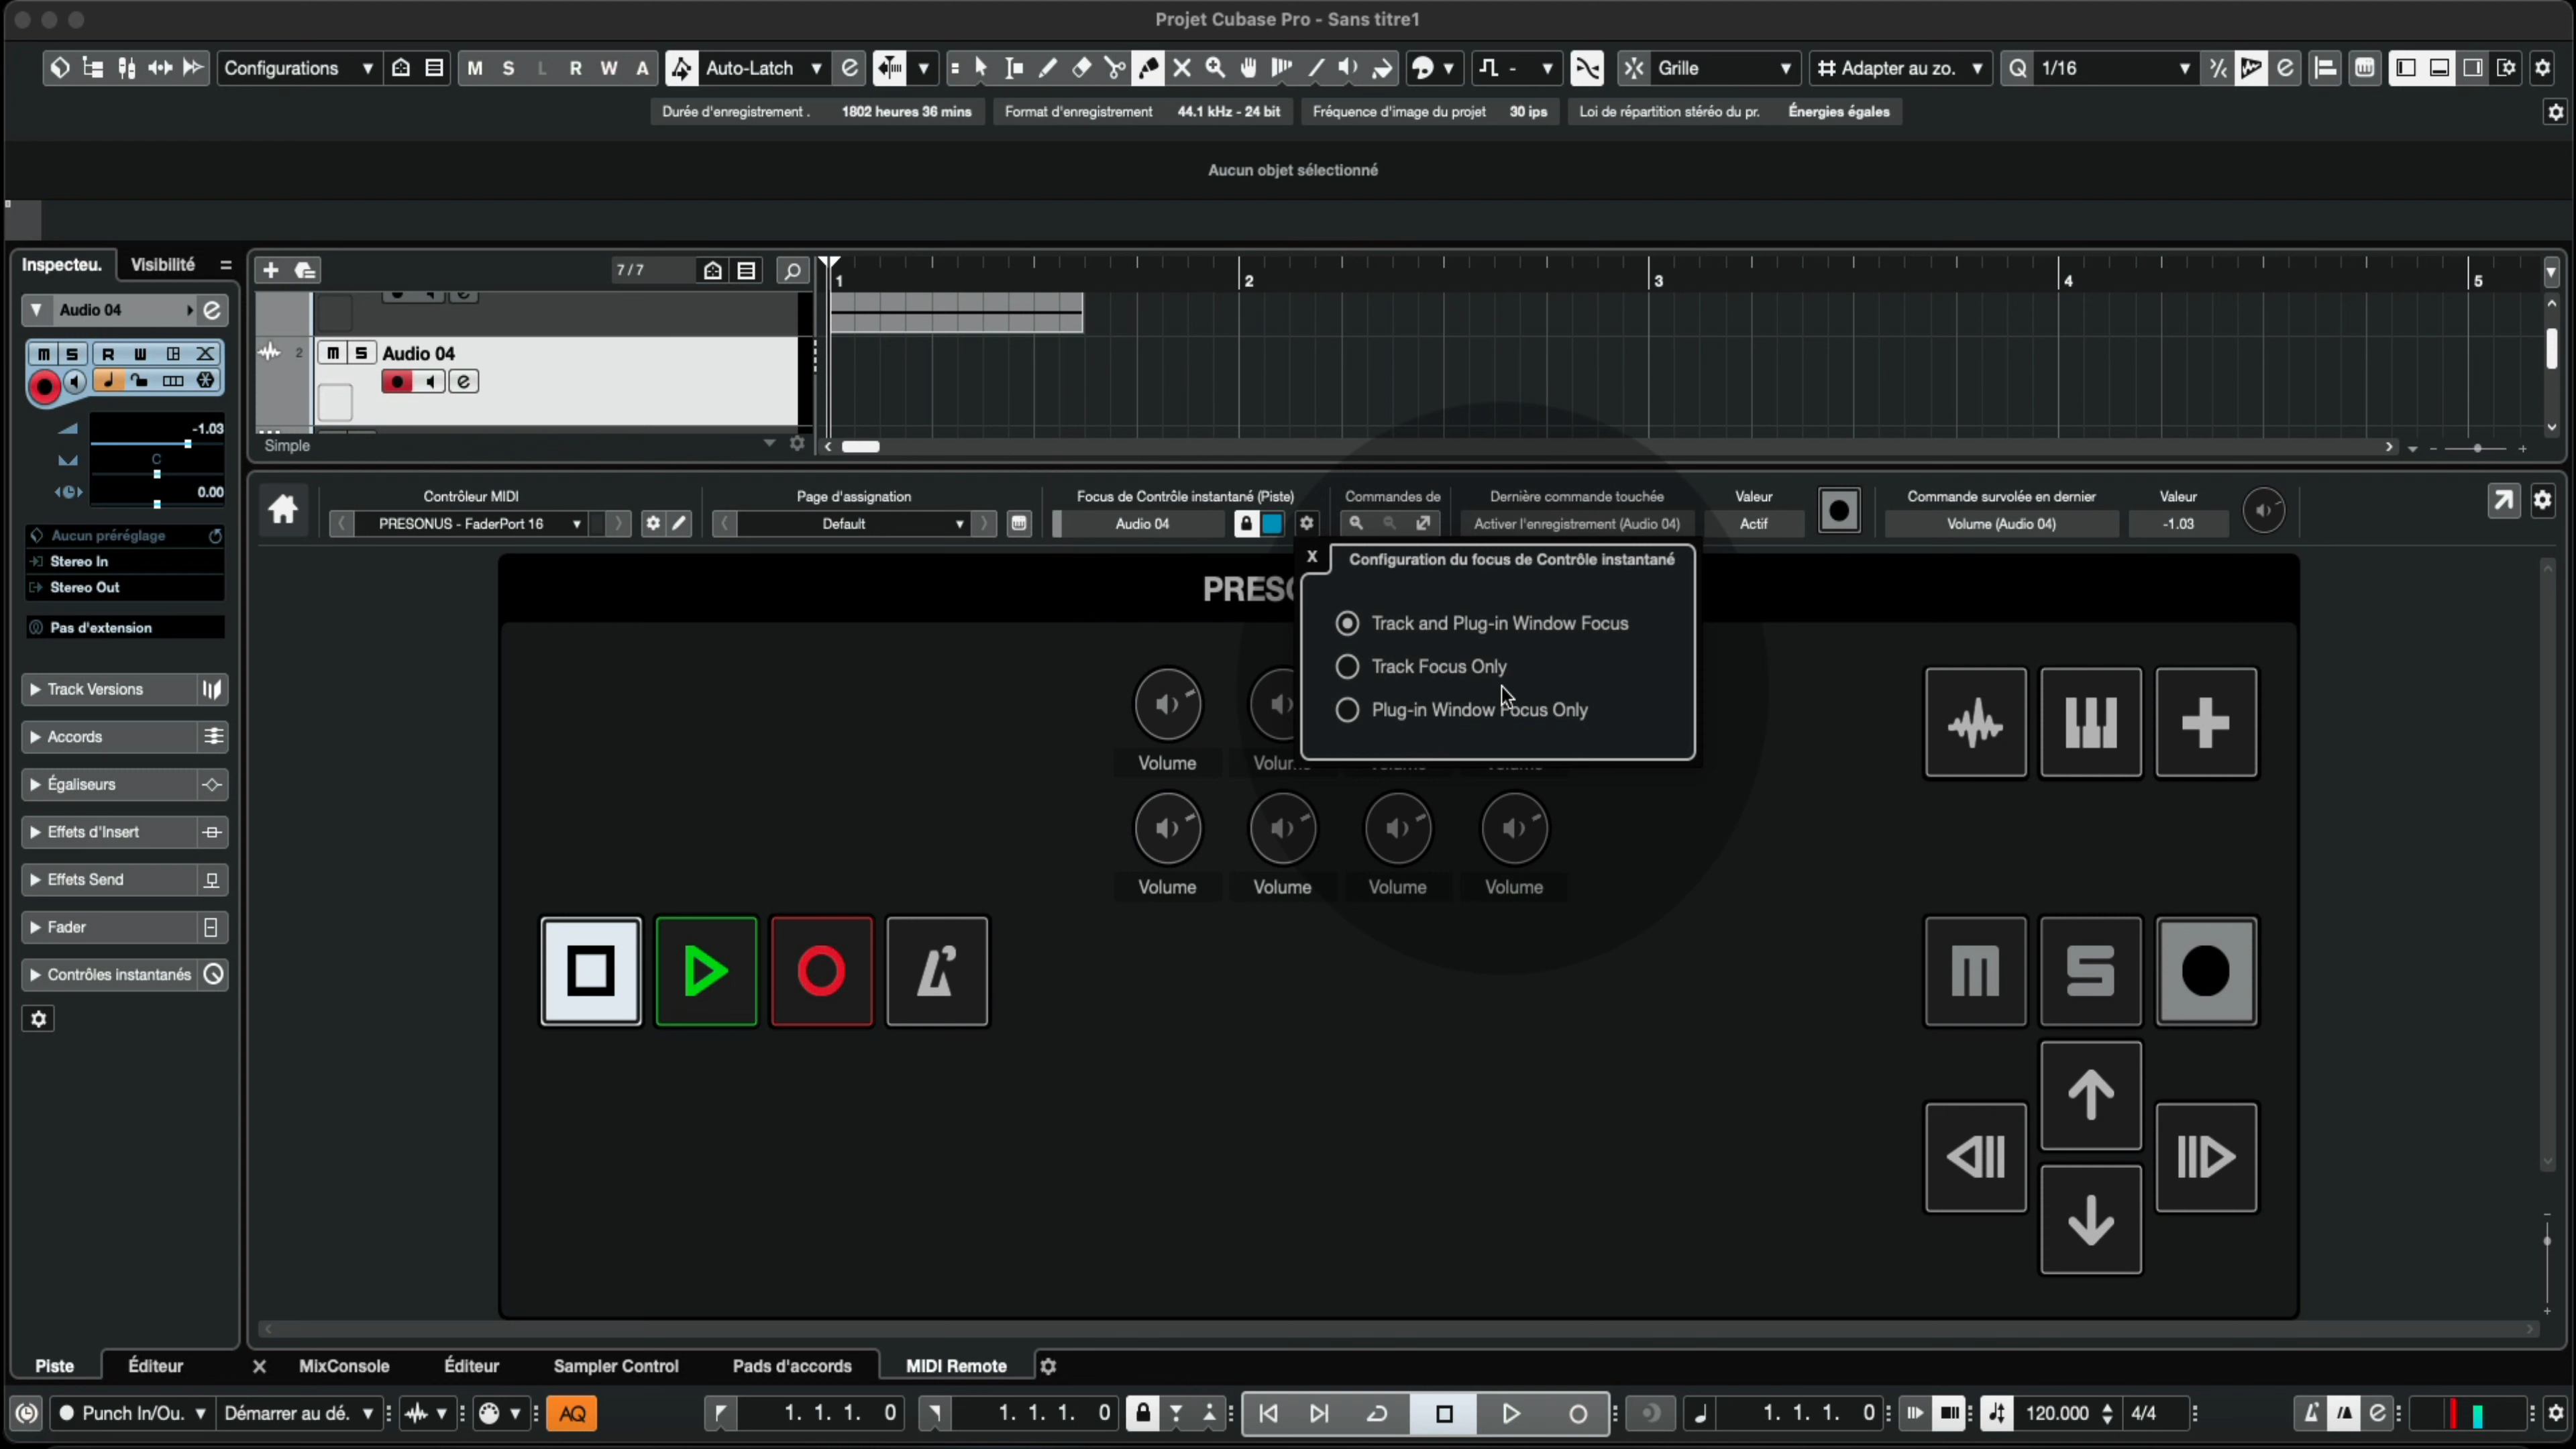 Projet Cubase Pro - Sans titre1
Configurations M S L R W A Auto-Latch Grille Adapter au zo. Q 1/16
Durée d'enregistrement . 1802 heures 36 mins Format d'enregistrement 44.1 kHz - 24 bit Fréquence d'image du projet 30 ips Loi de répartition stéréo du pr. Énergies égales
Aucun objet sélectionné
Inspecteu. Visibilité
7/7
1 2 3 4 5
Audio 04
M S R W
2 M S Audio 04
-1.03
C
0.00
Simple
Contrôleur MIDI Page d'assignation Focus de Contrôle instantané (Piste) Commandes de Dernière commande touchée Valeur Commande survolée en dernier Valeur
PRESONUS - FaderPort 16 Default Audio 04 Activer l'enregistrement (Audio 04) Actif Volume (Audio 04) -1.03
Aucun préréglage
Stereo In
Stereo Out
Pas d'extension
X Configuration du focus de Contrôle instantané
Track and Plug-in Window Focus
Track Focus Only
Plug-in Window Focus Only
Track Versions
Accords
Égaliseurs
Effets d'Insert
Effets Send
Fader
Contrôles instantanés
Volume
Volume Volume Volume Volume
M S
Piste Éditeur MixConsole Éditeur Sampler Control Pads d'accords MIDI Remote
Punch In/Ou. Démarrer au dé. AQ 1. 1. 1. 0 1. 1. 1. 0 1. 1. 1. 0 120.000 4/4